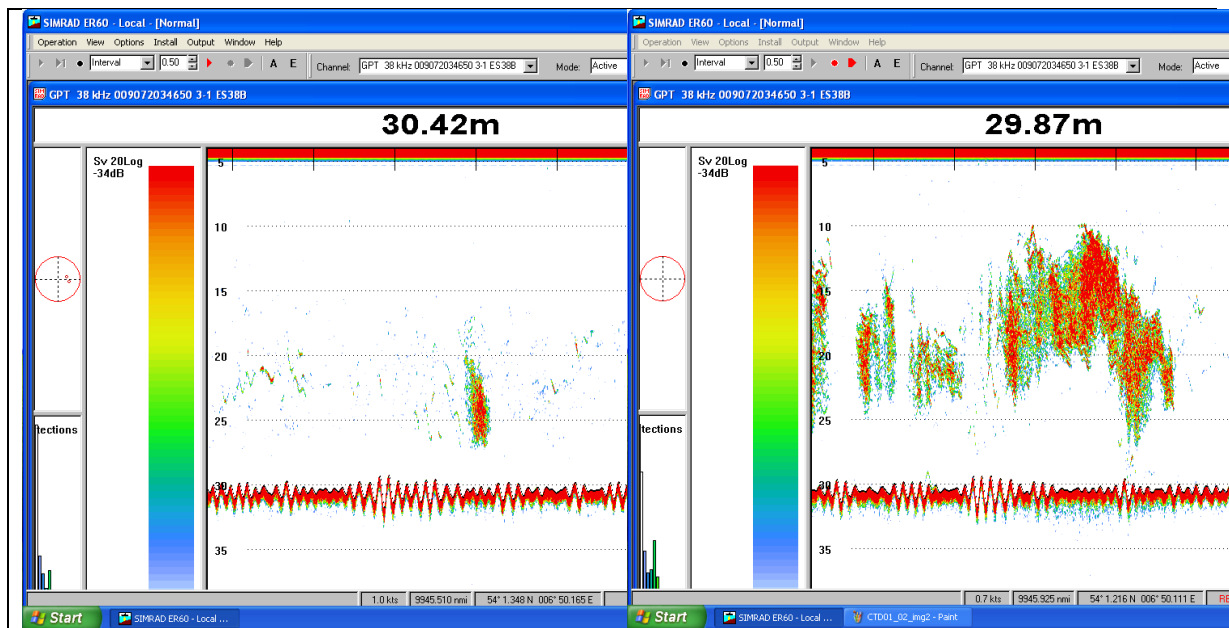 SIMRAD ER60 - Local - [Normal]
Operation View Options Install Output Window Help
Interval 0.50 A E Channel: GPT 38 kHz 009072034650 3-1 ES38B Mode: Active
GPT 38 kHz 009072034650 3-1 ES38B
30.42m
Sv 20Log
-34dB
5
10
15
20
25
30
35
tections
1.0 kts 9945.510 nmi 54° 1.348 N 006° 50.165 E
Start SIMRAD ER60 - Local ...
SIMRAD ER60 - Local - [Normal]
Operation View Options Install Output Window Help
Interval 0.50 A E Channel: GPT 38 kHz 009072034650 3-1 ES38B Mode: Active
GPT 38 kHz 009072034650 3-1 ES38B
29.87m
Sv 20Log
-34dB
5
10
15
20
25
30
35
tections
0.7 kts 9945.925 nmi 54° 1.216 N 006° 50.111 E RE
Start SIMRAD ER60 - Local ... CTD01_02_img2 - Paint